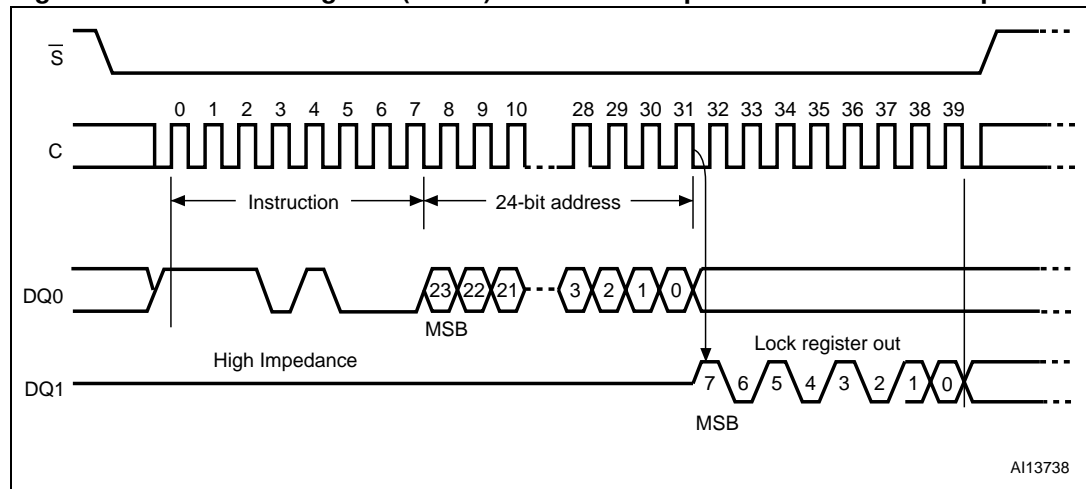 S
0 1 2 3 4 5 6 7 8 9 10 28 29 30 31 32 33 34 35 36 37 38 39
C
Instruction 24-bit address
DQ0 23 22 21 3 2 1 0
MSB
High Impedance Lock register out
DQ1 7 6 5 4 3 2 1 0
MSB
AI13738